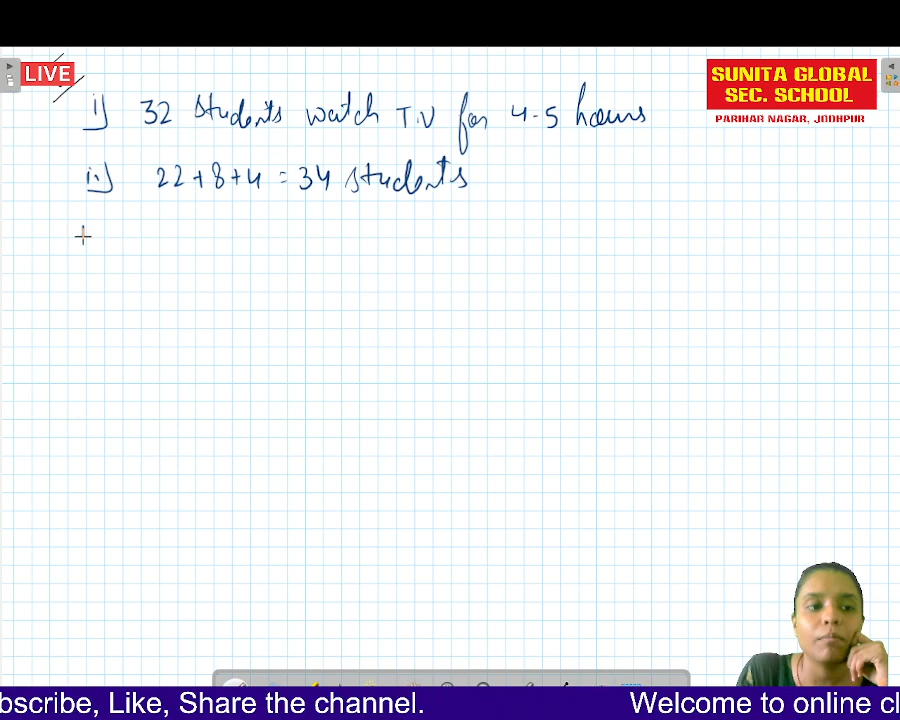 LIVE
SUNITA GLOBAL
SEC. SCHOOL
PARIHAR NAGAR, JODHPUR
i) 32 students watch T.V for 4-5 hours
ii) 22+8+4 = 34 students
bscribe, Like, Share the channel.
Welcome to online cl